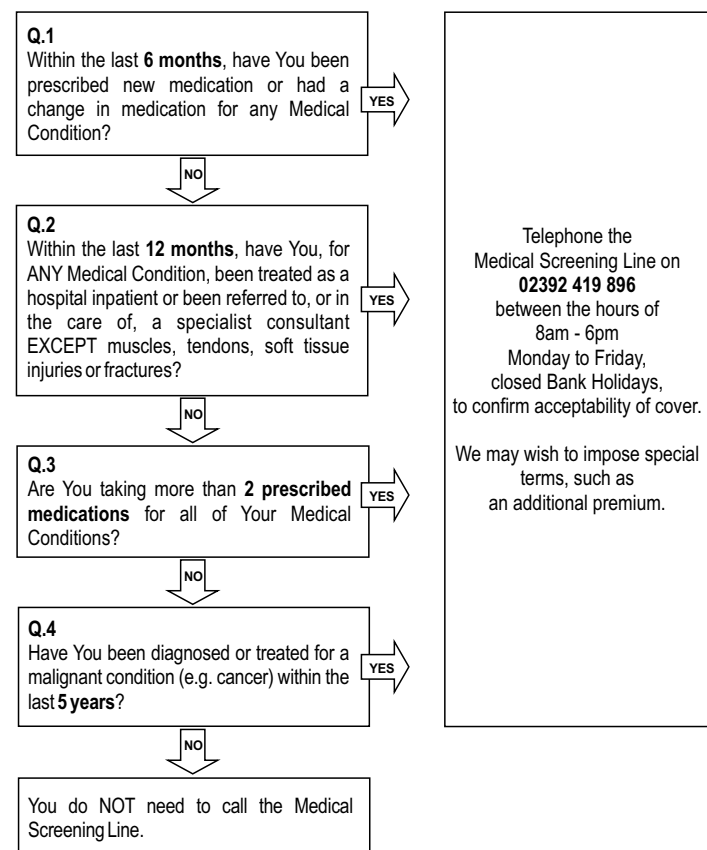 Q.1
Within the last 6 months, have You been
prescribed new medication or had a
change in medication for any Medical
Condition?
YES
NO
Q.2
Within the last 12 months, have You, for
ANY Medical Condition, been treated as a
hospital inpatient or been referred to, or in
the care of, a specialist consultant
EXCEPT muscles, tendons, soft tissue
injuries or fractures?
YES
NO
Q.3
Are You taking more than 2 prescribed
medications for all of Your Medical
Conditions?
YES
NO
Q.4
Have You been diagnosed or treated for a
malignant condition (e.g. cancer) within the
last 5 years?
YES
NO
You do NOT need to call the Medical
Screening Line.
Telephone the
Medical Screening Line on
02392 419 896
between the hours of
8am - 6pm
Monday to Friday,
closed Bank Holidays,
to confirm acceptability of cover.
We may wish to impose special
terms, such as
an additional premium.